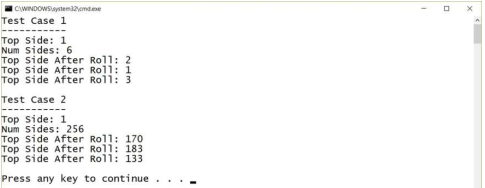 C:\WINDOWS\system32\cmd.exe
Test Case 1
-----------
Top Side: 1
Num Sides: 6
Top Side After Roll: 2
Top Side After Roll: 1
Top Side After Roll: 3
Test Case 2
-----------
Top Side: 1
Num Sides: 256
Top Side After Roll: 170
Top Side After Roll: 183
Top Side After Roll: 133
Press any key to continue . . . _